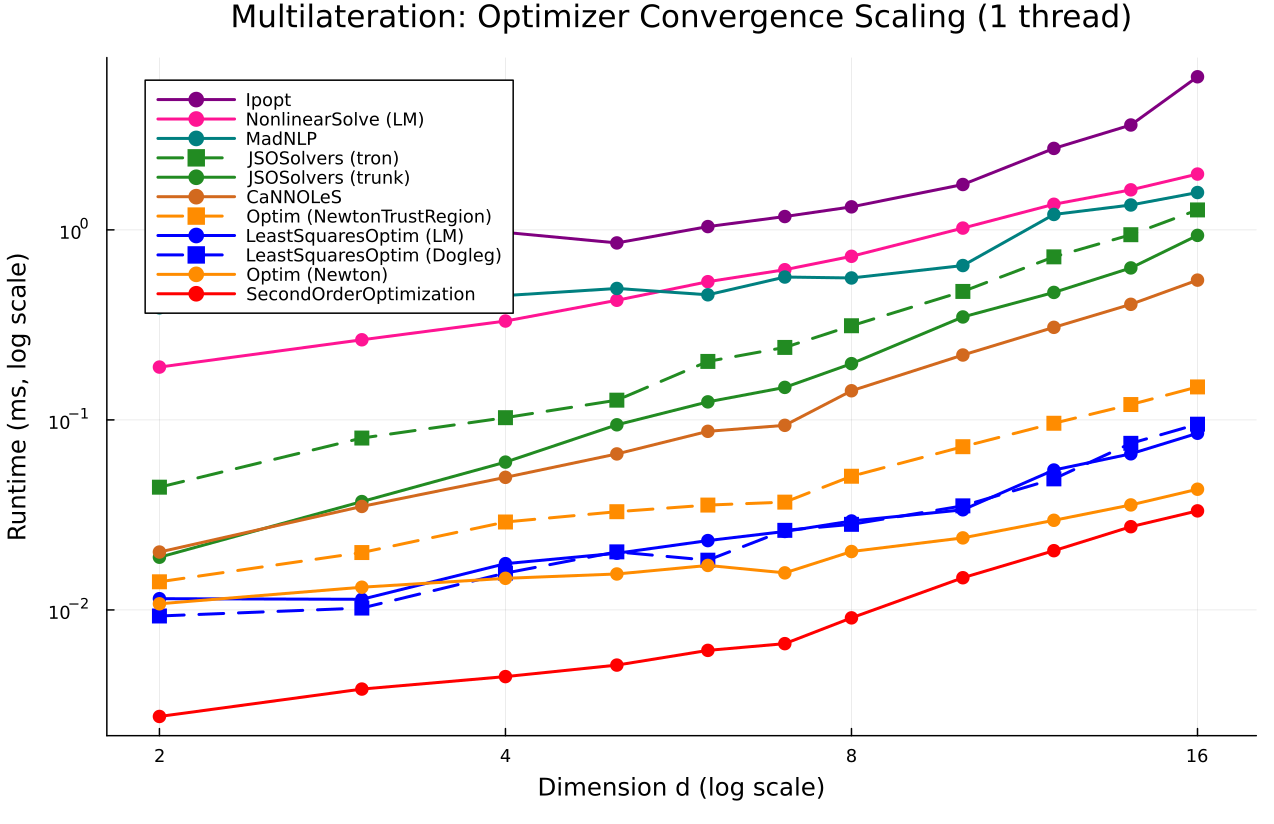 Multilateration: Optimizer Convergence Scaling (1 thread)
Ipopt
NonlinearSolve (LM)
MadNLP
JSOSolvers (tron)
JSOSolvers (trunk)
CaNNOLeS
Optim (NewtonTrustRegion)
LeastSquaresOptim (LM)
LeastSquaresOptim (Dogleg)
Optim (Newton)
SecondOrderOptimization
Runtime (ms, log scale)
10⁰
10⁻¹
10⁻²
2 4 8 16
Dimension d (log scale)